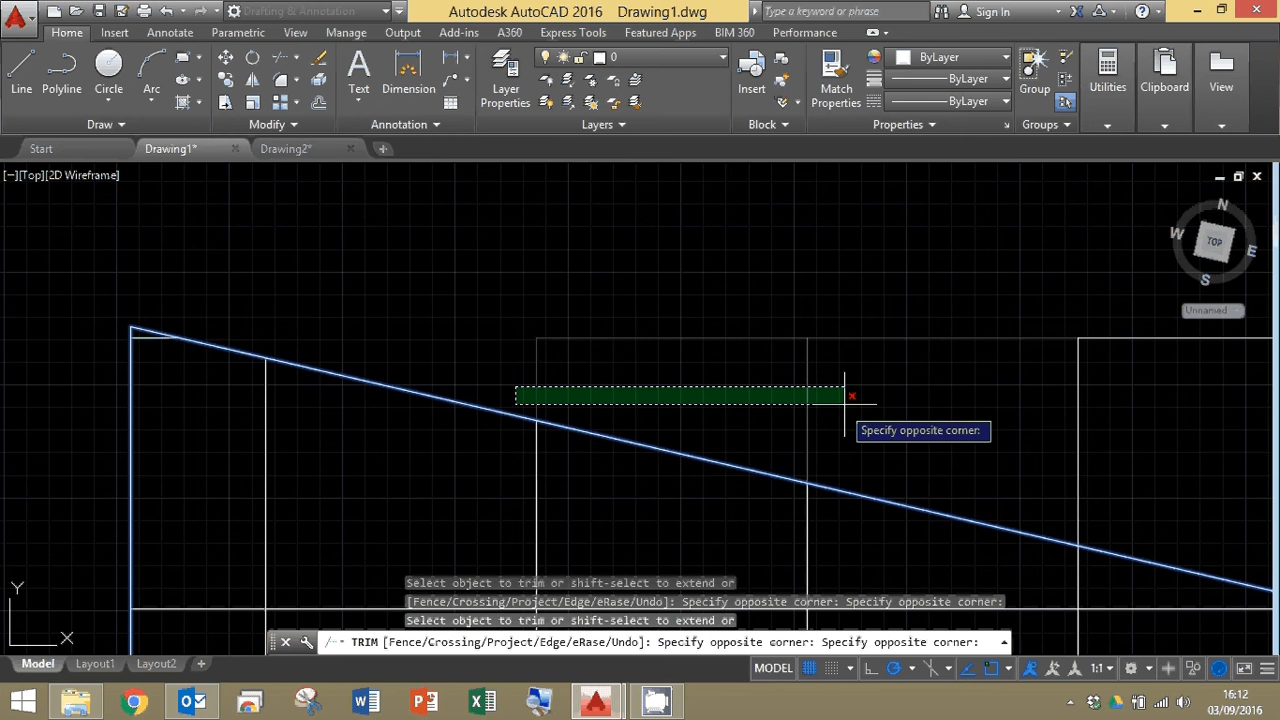 Drafting & Annotation
Autodesk AutoCAD 2016 Drawing1.dwg
Type a keyword or phrase
Sign In
Home Insert Annotate Parametric View Manage Output Add-ins A360 Express Tools Featured Apps BIM 360 Performance
Line Polyline Circle Arc
Text Dimension
Layer Properties
0
Insert
Match Properties
ByLayer
ByLayer
ByLayer
Group
Utilities
Clipboard
View
Draw Modify Annotation Layers Block Properties Groups
Start Drawing1* Drawing2*
[−][Top][2D Wireframe]
N
W TOP E
S
Unnamed
Specify opposite corner:
Select object to trim or shift-select to extend or
[Fence/Crossing/Project/Edge/eRase/Undo]: Specify opposite corner: Specify opposite corner:
Select object to trim or shift-select to extend or
TRIM [Fence/Crossing/Project/Edge/eRase/Undo]: Specify opposite corner: Specify opposite corner:
Y
X
Model Layout1 Layout2
MODEL
1:1
16:12
03/09/2016